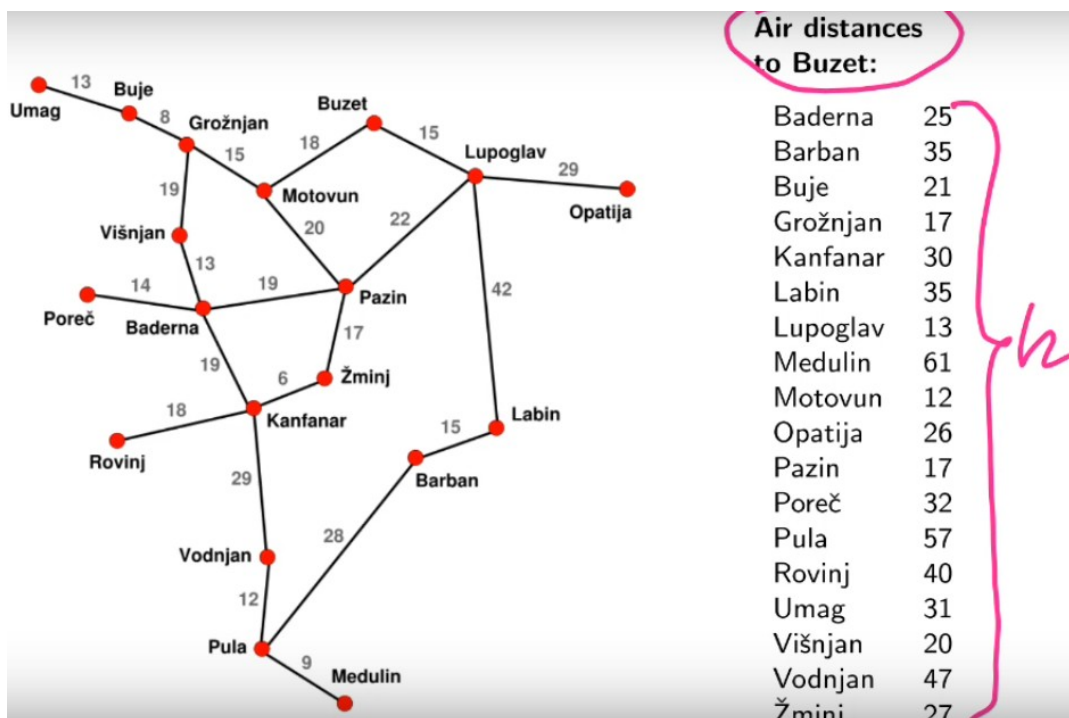 Air distances
to Buzet:
13
Buje
Umag
8
Grožnjan
Buzet
15
18
15
Lupoglav
29
Motovun
Opatija
19
20
22
Višnjan
13
19
14
Pazin
42
Poreč
Baderna
17
19
6
Žminj
18
Kanfanar
Labin
15
Rovinj
Barban
29
28
Vodnjan
12
Pula
9
Medulin
Baderna 25
Barban 35
Buje 21
Grožnjan 17
Kanfanar 30
Labin 35
Lupoglav 13
Medulin 61
Motovun 12
Opatija 26
Pazin 17
Poreč 32
Pula 57
Rovinj 40
Umag 31
Višnjan 20
Vodnjan 47
Žminj 27
h